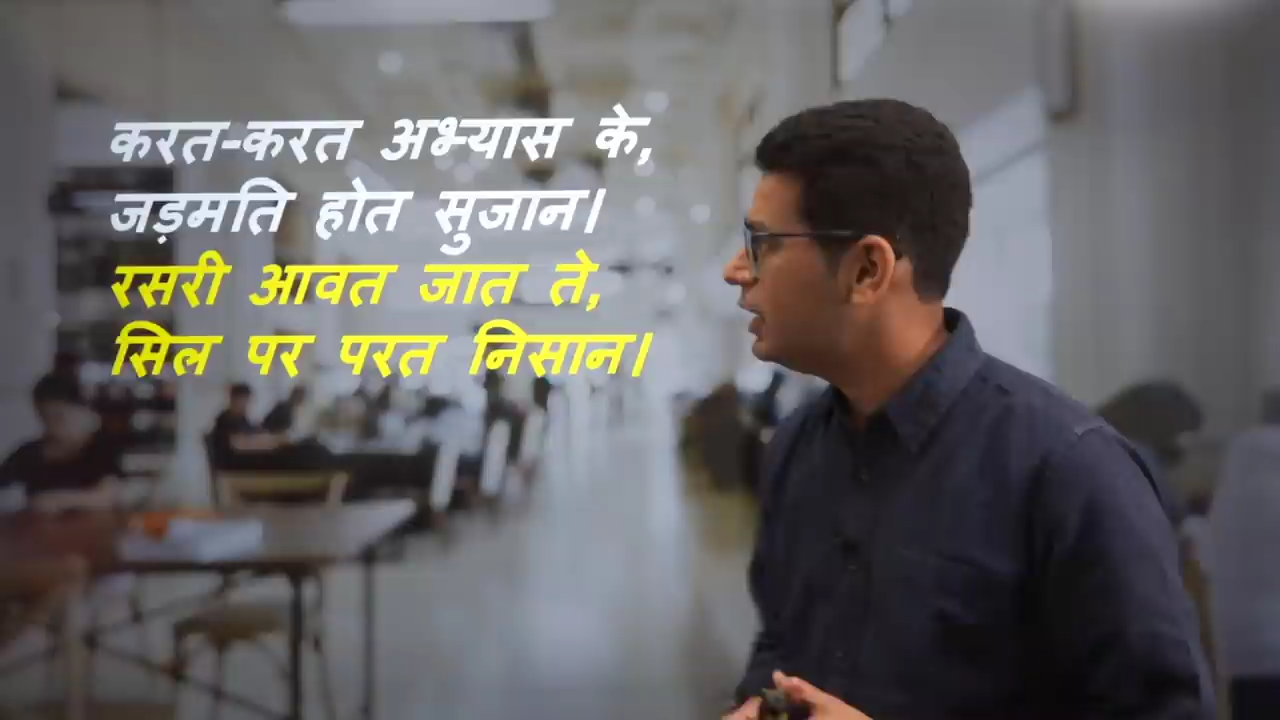 करत-करत अभ्यास के,
जड़मति होत सुजान।
रसरी आवत जात ते,
सिल पर परत निसान।